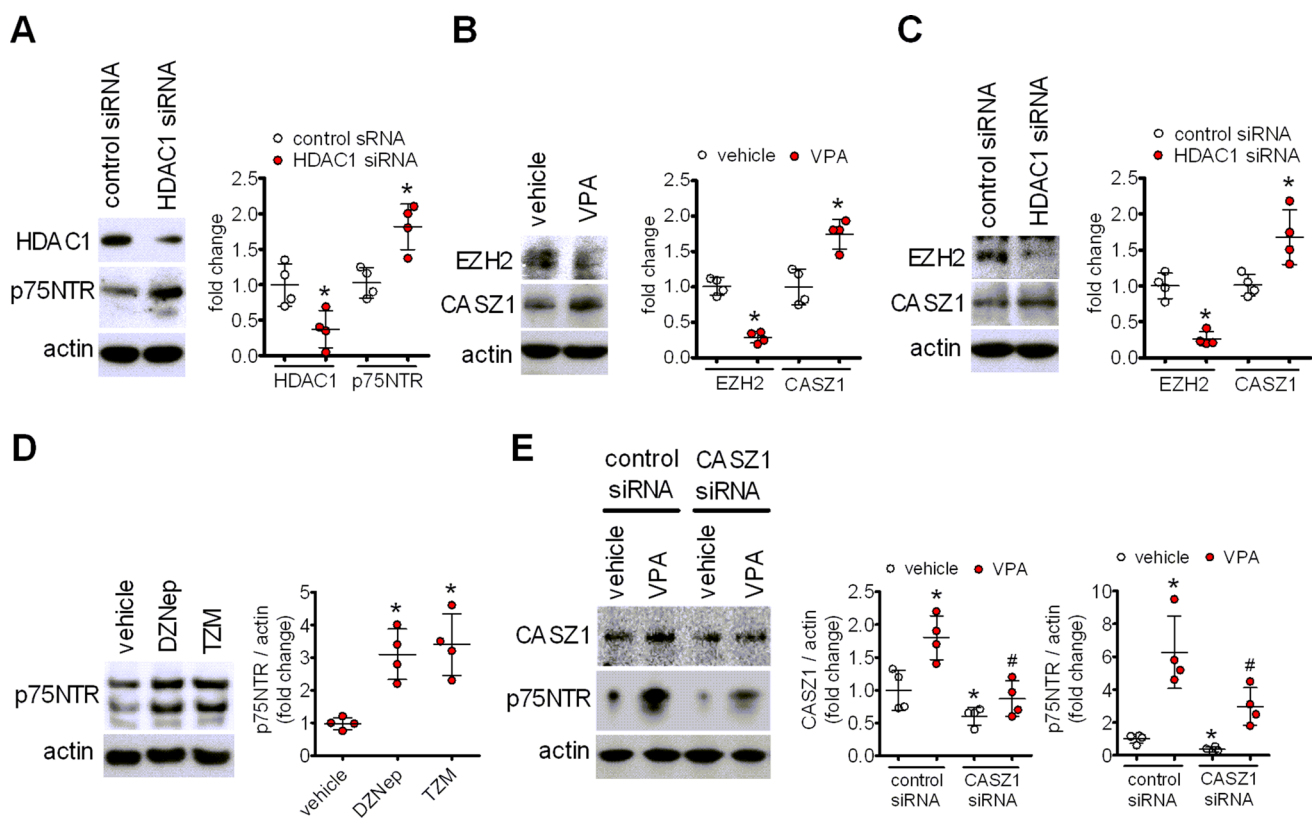 A
control siRNA
HDAC1 siRNA
HDAC1
p75NTR
actin
control sRNA
HDAC1 siRNA
fold change
2.5
2.0
1.5
1.0
0.5
0.0
*
*
HDAC1
p75NTR
B
vehicle
VPA
EZH2
CASZ1
actin
vehicle
VPA
fold change
2.5
2.0
1.5
1.0
0.5
0.0
*
*
EZH2
CASZ1
C
control siRNA
HDAC1 siRNA
EZH2
CASZ1
actin
control siRNA
HDAC1 siRNA
fold change
2.5
2.0
1.5
1.0
0.5
0.0
*
*
EZH2
CASZ1
D
vehicle
DZNep
TZM
p75NTR
actin
p75NTR / actin
(fold change)
5
4
3
2
1
0
*
*
vehicle
DZNep
TZM
E
control
siRNA
CASZ1
siRNA
vehicle
VPA
vehicle
VPA
CASZ1
p75NTR
actin
vehicle
VPA
CASZ1 / actin
(fold change)
2.5
2.0
1.5
1.0
0.5
0.0
*
*
#
control
siRNA
CASZ1
siRNA
vehicle
VPA
p75NTR / actin
(fold change)
10
8
6
4
2
0
*
*
#
control
siRNA
CASZ1
siRNA